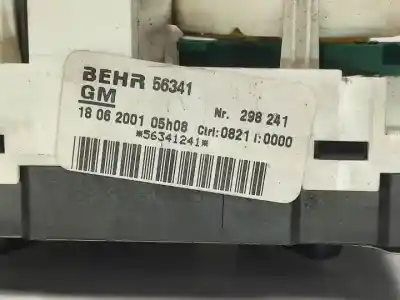 BEHR 56341
GM Nr. 298 241
18 06 2001 05h08 Ctrl:0821 I:0000
*56341241*